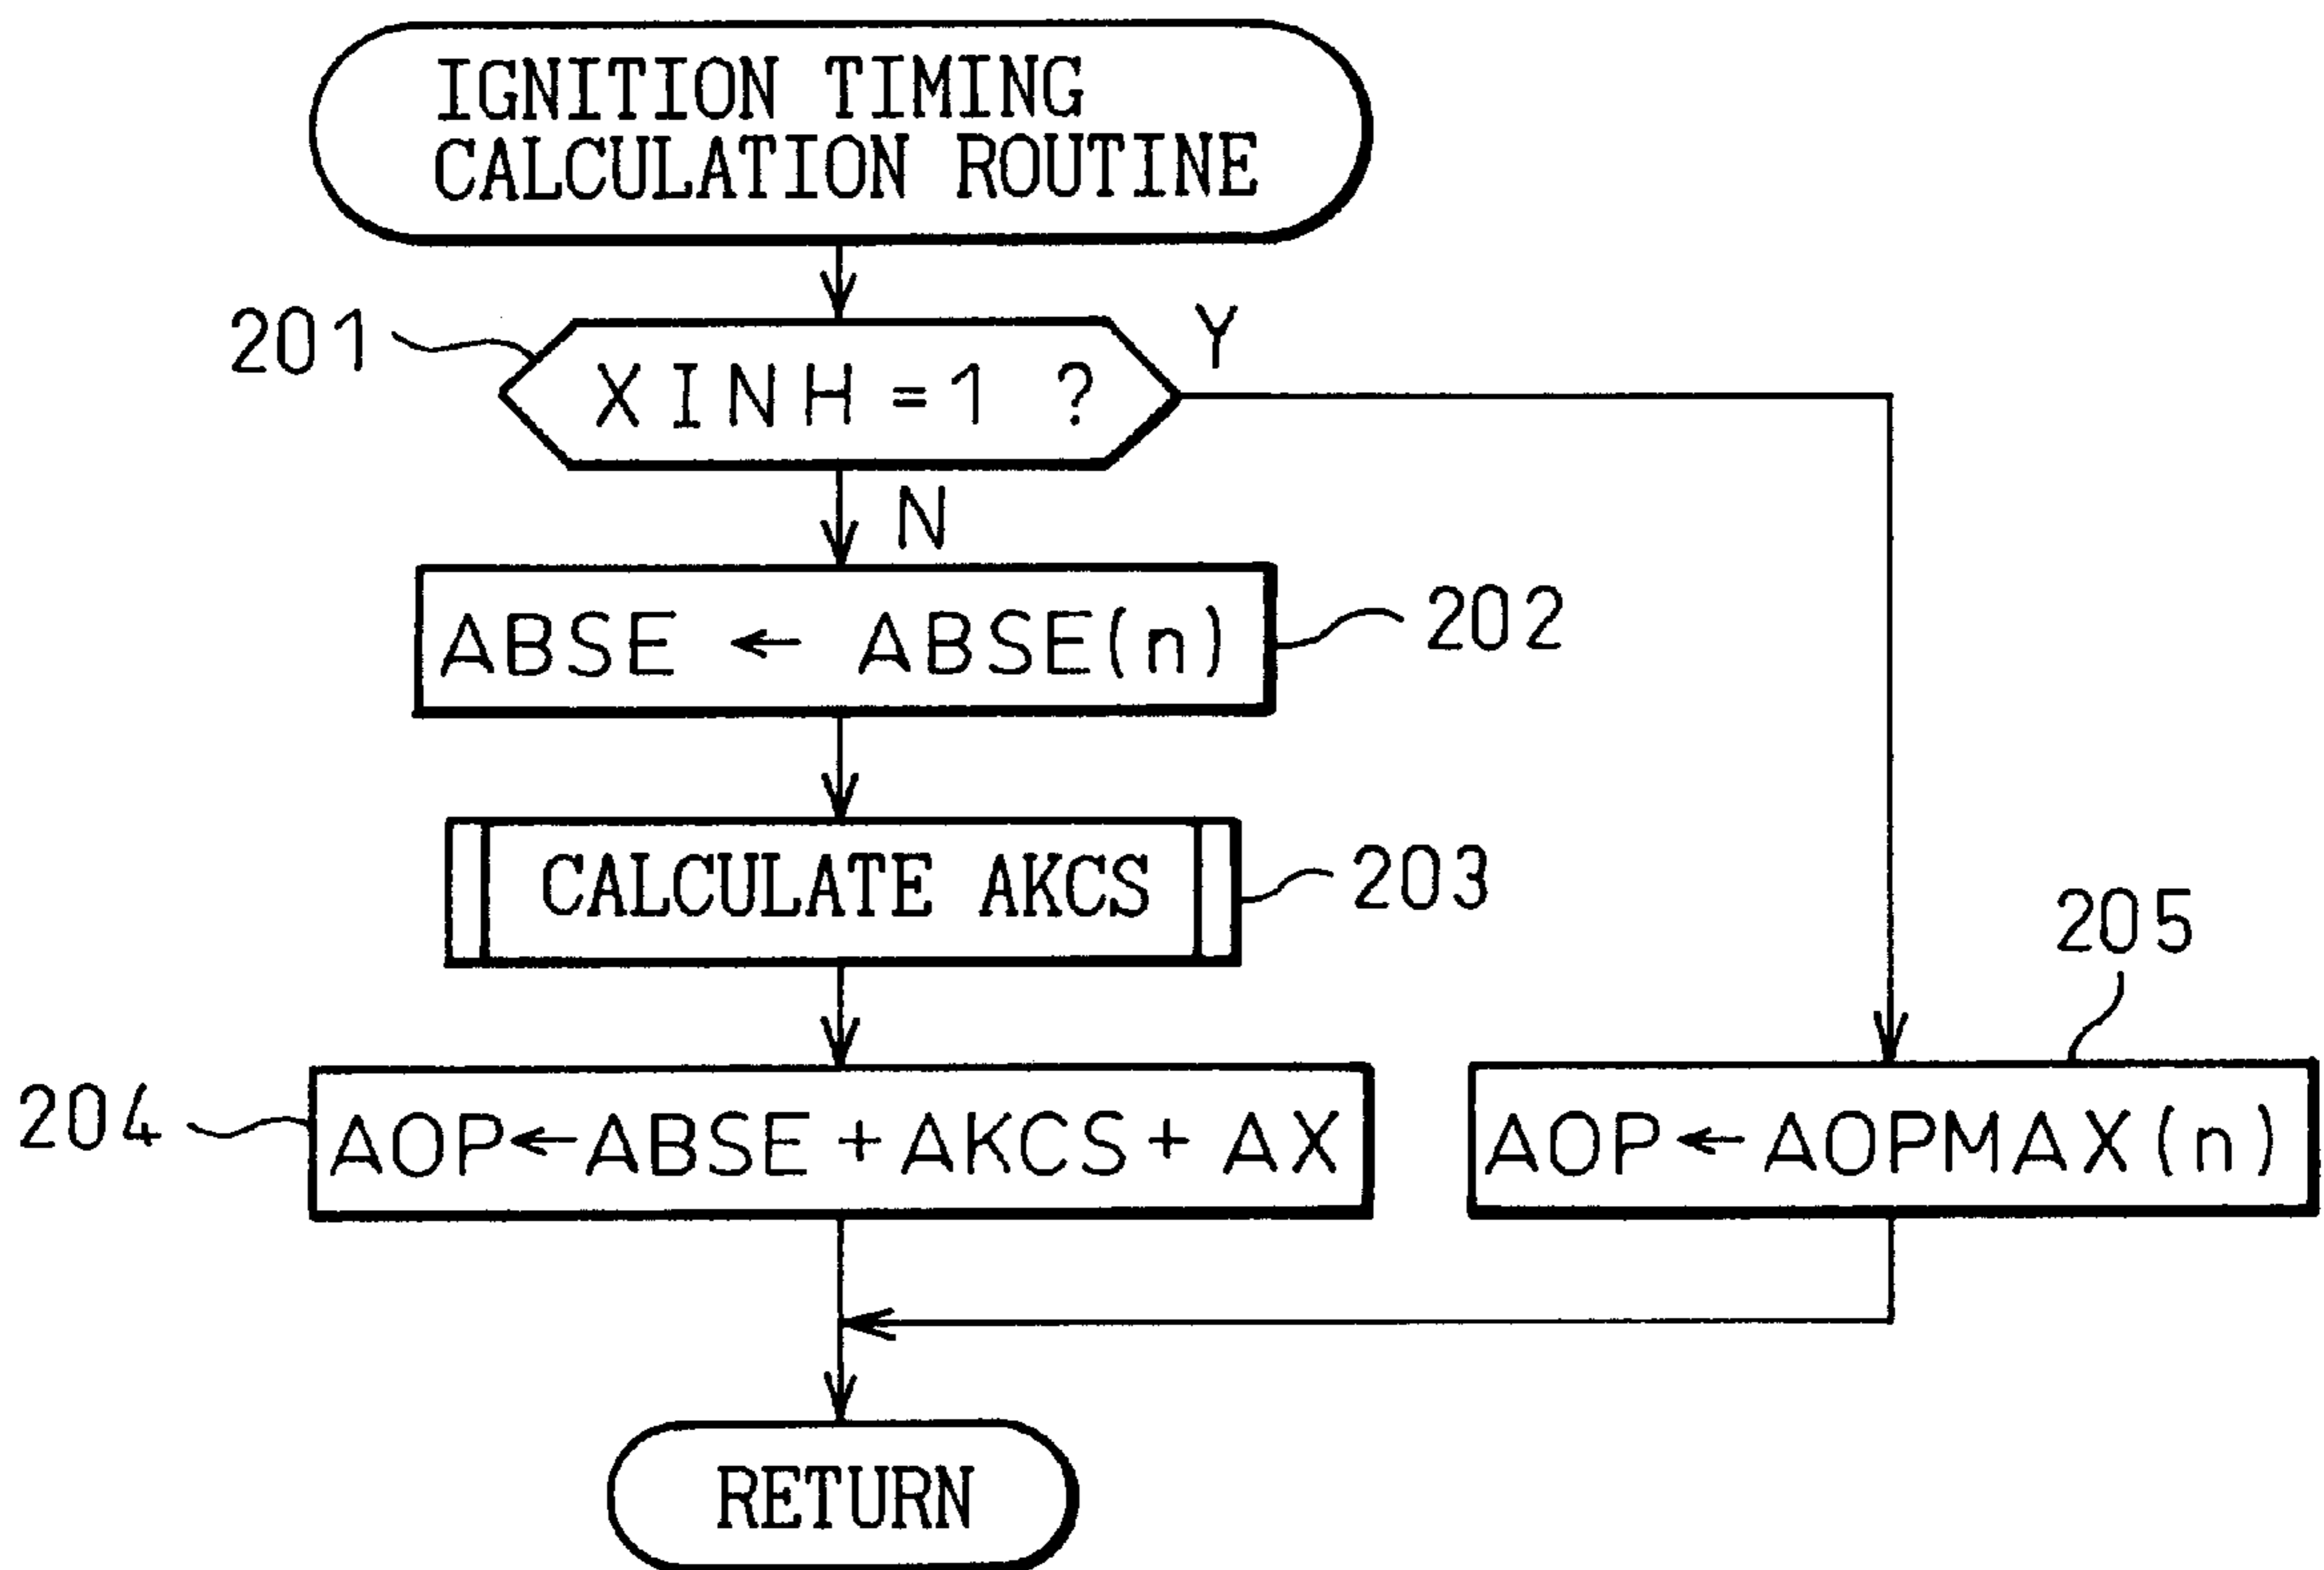 IGNITION TIMING
CALCULATION ROUTINE
201
XINH=1 ?
Y
N
ABSE ← ABSE(n)
202
CALCULATE AKCS
203
205
204
AOP←ABSE+AKCS+AX
AOP←AOPMAX(n)
RETURN